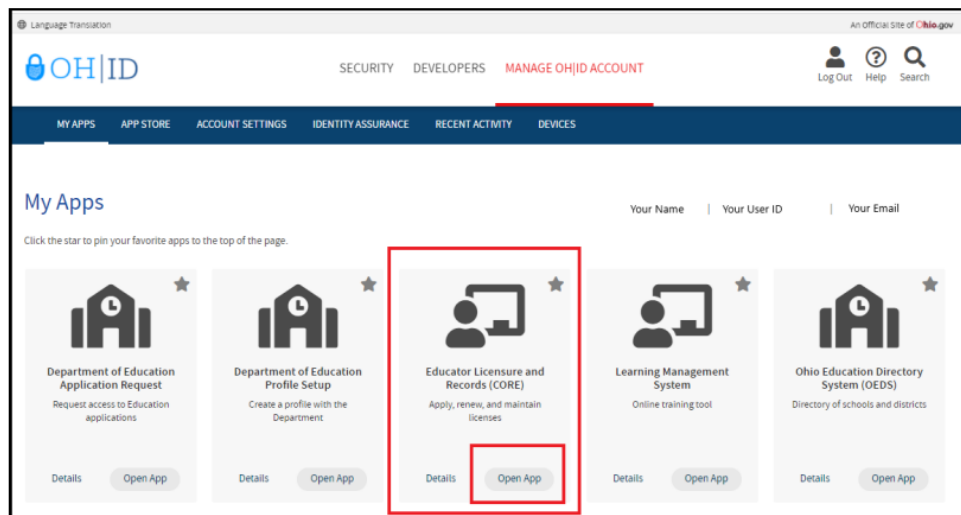 Language Translation
An Official Site of Ohio.gov
OH|ID
SECURITY DEVELOPERS MANAGE OH|ID ACCOUNT
Log Out Help Search
MY APPS APP STORE ACCOUNT SETTINGS IDENTITY ASSURANCE RECENT ACTIVITY DEVICES
My Apps
Your Name | Your User ID | Your Email
Click the star to pin your favorite apps to the top of the page.
Department of Education
Application Request
Request access to Education
applications
Details Open App
Department of Education
Profile Setup
Create a profile with the
Department
Details Open App
Educator Licensure and
Records (CORE)
Apply, renew, and maintain
licenses
Details Open App
Learning Management
System
Online training tool
Details Open App
Ohio Education Directory
System (OEDS)
Directory of schools and districts
Details Open App